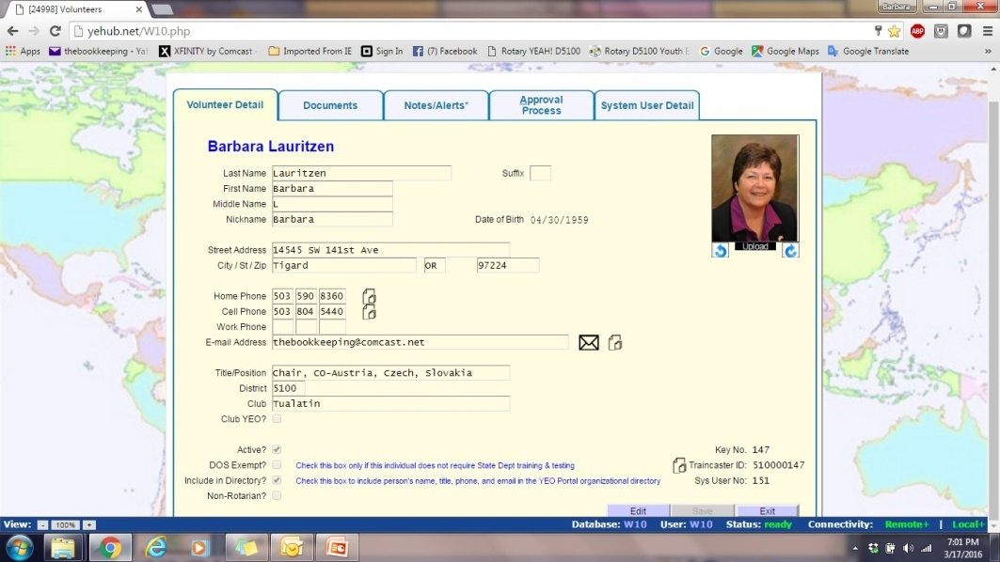 [24998] Volunteers
Barbara
yehub.net/W10.php
ABP
Apps thebookkeeping - Ya XFINITY by Comcast Imported From IE Sign In (7) Facebook Rotary YEAH! D5100 Rotary D5100 Youth E Google Google Maps Google Translate »
Volunteer Detail Documents Notes/Alerts* Approval Process System User Detail
Barbara Lauritzen
Last Name Lauritzen Suffix
First Name Barbara
Middle Name L
Nickname Barbara Date of Birth 04/30/1959
Upload
Street Address 14545 SW 141st Ave
City / St / Zip Tigard OR 97224
Home Phone 503 590 8360
Cell Phone 503 804 5440
Work Phone
E-mail Address thebookkeeping@comcast.net
Title/Position Chair, CO-Austria, Czech, Slovakia
District 5100
Club Tualatin
Club YEO?
Active? Key No. 147
DOS Exempt? Check this box only if this individual does not require State Dept training & testing Traincaster ID: 510000147
Include in Directory? Check this box to include person's name, title, phone, and email in the YEO Portal organizational directory Sys User No: 151
Non-Rotarian?
Edit Save Exit
View: - 100% + Database: W10 User: W10 Status: ready Connectivity: Remote+ | Local+
7:01 PM
3/17/2016